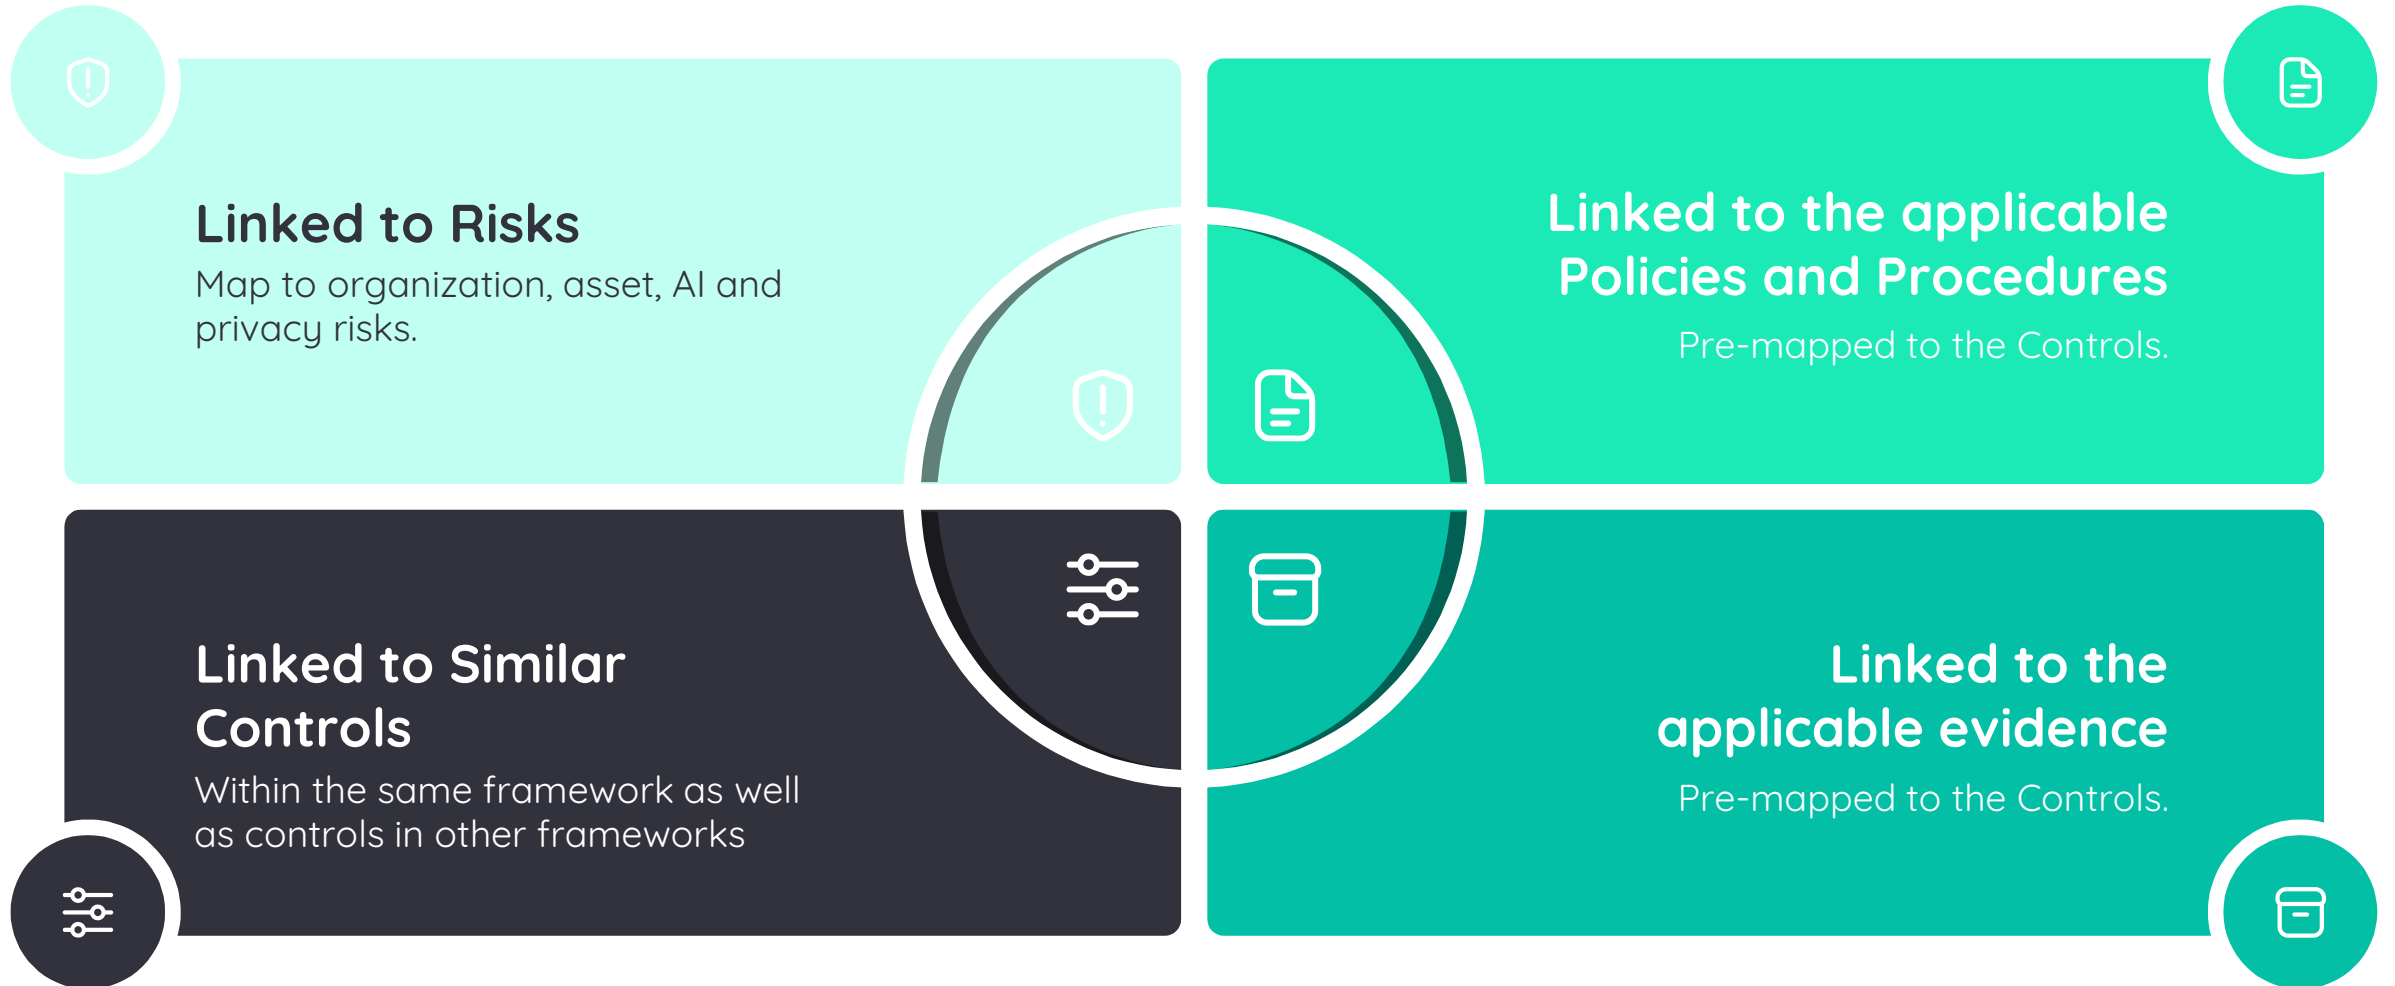 Linked to Risks
Map to organization, asset, AI and
privacy risks.
Linked to the applicable
Policies and Procedures
Pre-mapped to the Controls.
Linked to Similar
Controls
Within the same framework as well
as controls in other frameworks
Linked to the
applicable evidence
Pre-mapped to the Controls.